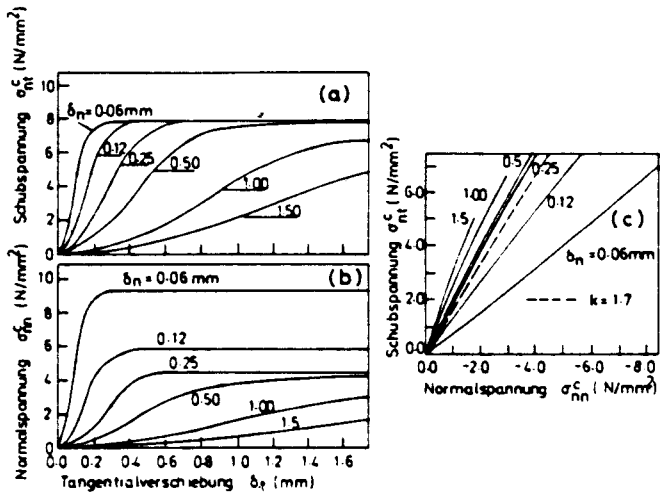 Schubspannung σᶜₙₜ (N/mm²)
10
8
6
4
2
0
(a)
δn = 0.06mm
0.12
0.25
0.50
1.00
1.50
Normalspannung σᶜₙₙ (N/mm²)
10
8
6
4
2
0
(b)
δn = 0.06 mm
0.12
0.25
0.50
1.00
1.5
0.0 0.2 0.4 0.6 0.8 1.0 1.2 1.4 1.6
Tangentialverschiebung δt (mm)
Schubspannung σᶜₙₜ (N/mm²)
6.0
4.0
2.0
0.0
0.5
0.25
1.00
0.12
1.5
(c)
δn = 0.06mm
k = 1.7
0.0 -2.0 -4.0 -6.0 -8.0
Normalspannung σᶜₙₙ (N/mm²)